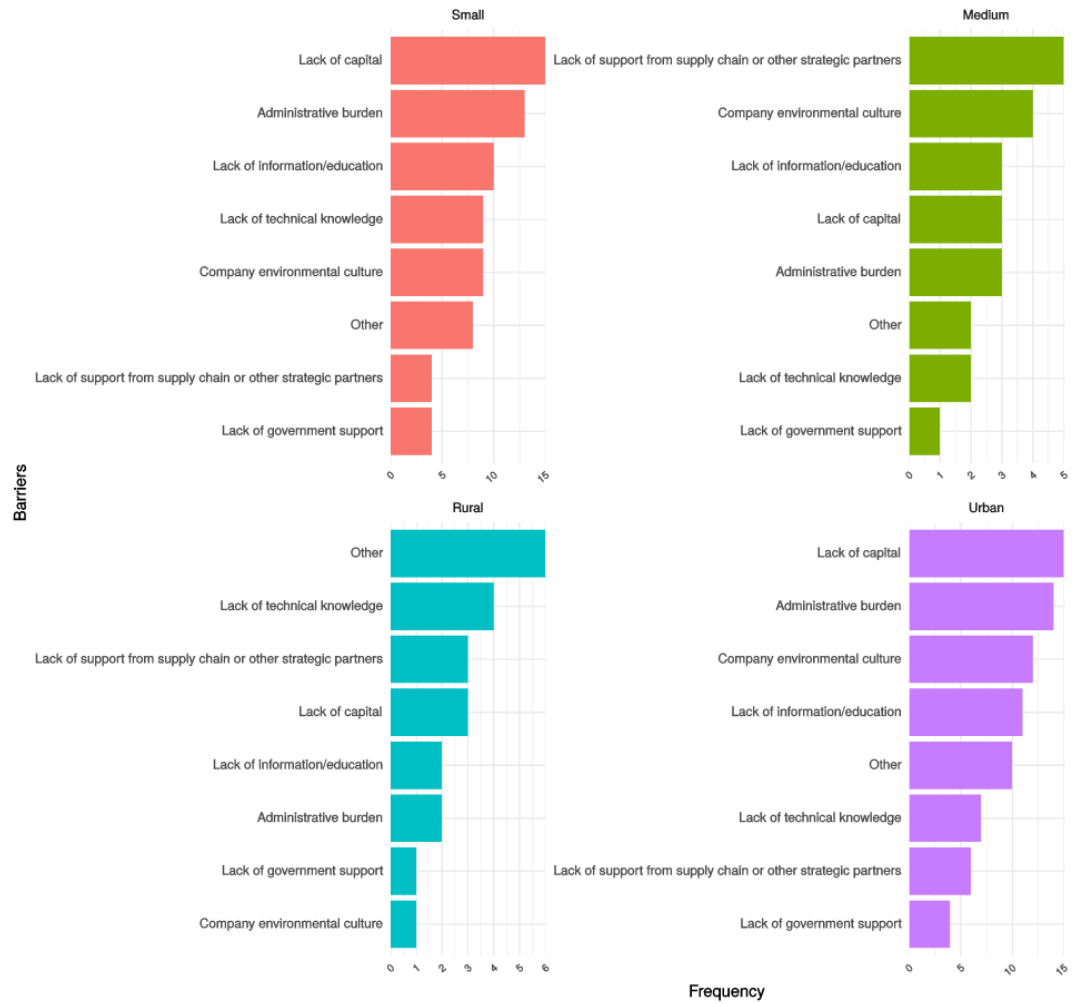 Small
Lack of capital
Administrative burden
Lack of information/education
Lack of technical knowledge
Company environmental culture
Other
Lack of support from supply chain or other strategic partners
Lack of government support
0 5 10 15
Medium
Lack of support from supply chain or other strategic partners
Company environmental culture
Lack of information/education
Lack of capital
Administrative burden
Other
Lack of technical knowledge
Lack of government support
0 1 2 3 4 5
Barriers
Rural
Other
Lack of technical knowledge
Lack of support from supply chain or other strategic partners
Lack of capital
Lack of information/education
Administrative burden
Lack of government support
Company environmental culture
0 1 2 3 4 5 6
Urban
Lack of capital
Administrative burden
Company environmental culture
Lack of information/education
Other
Lack of technical knowledge
Lack of support from supply chain or other strategic partners
Lack of government support
0 5 10 15
Frequency